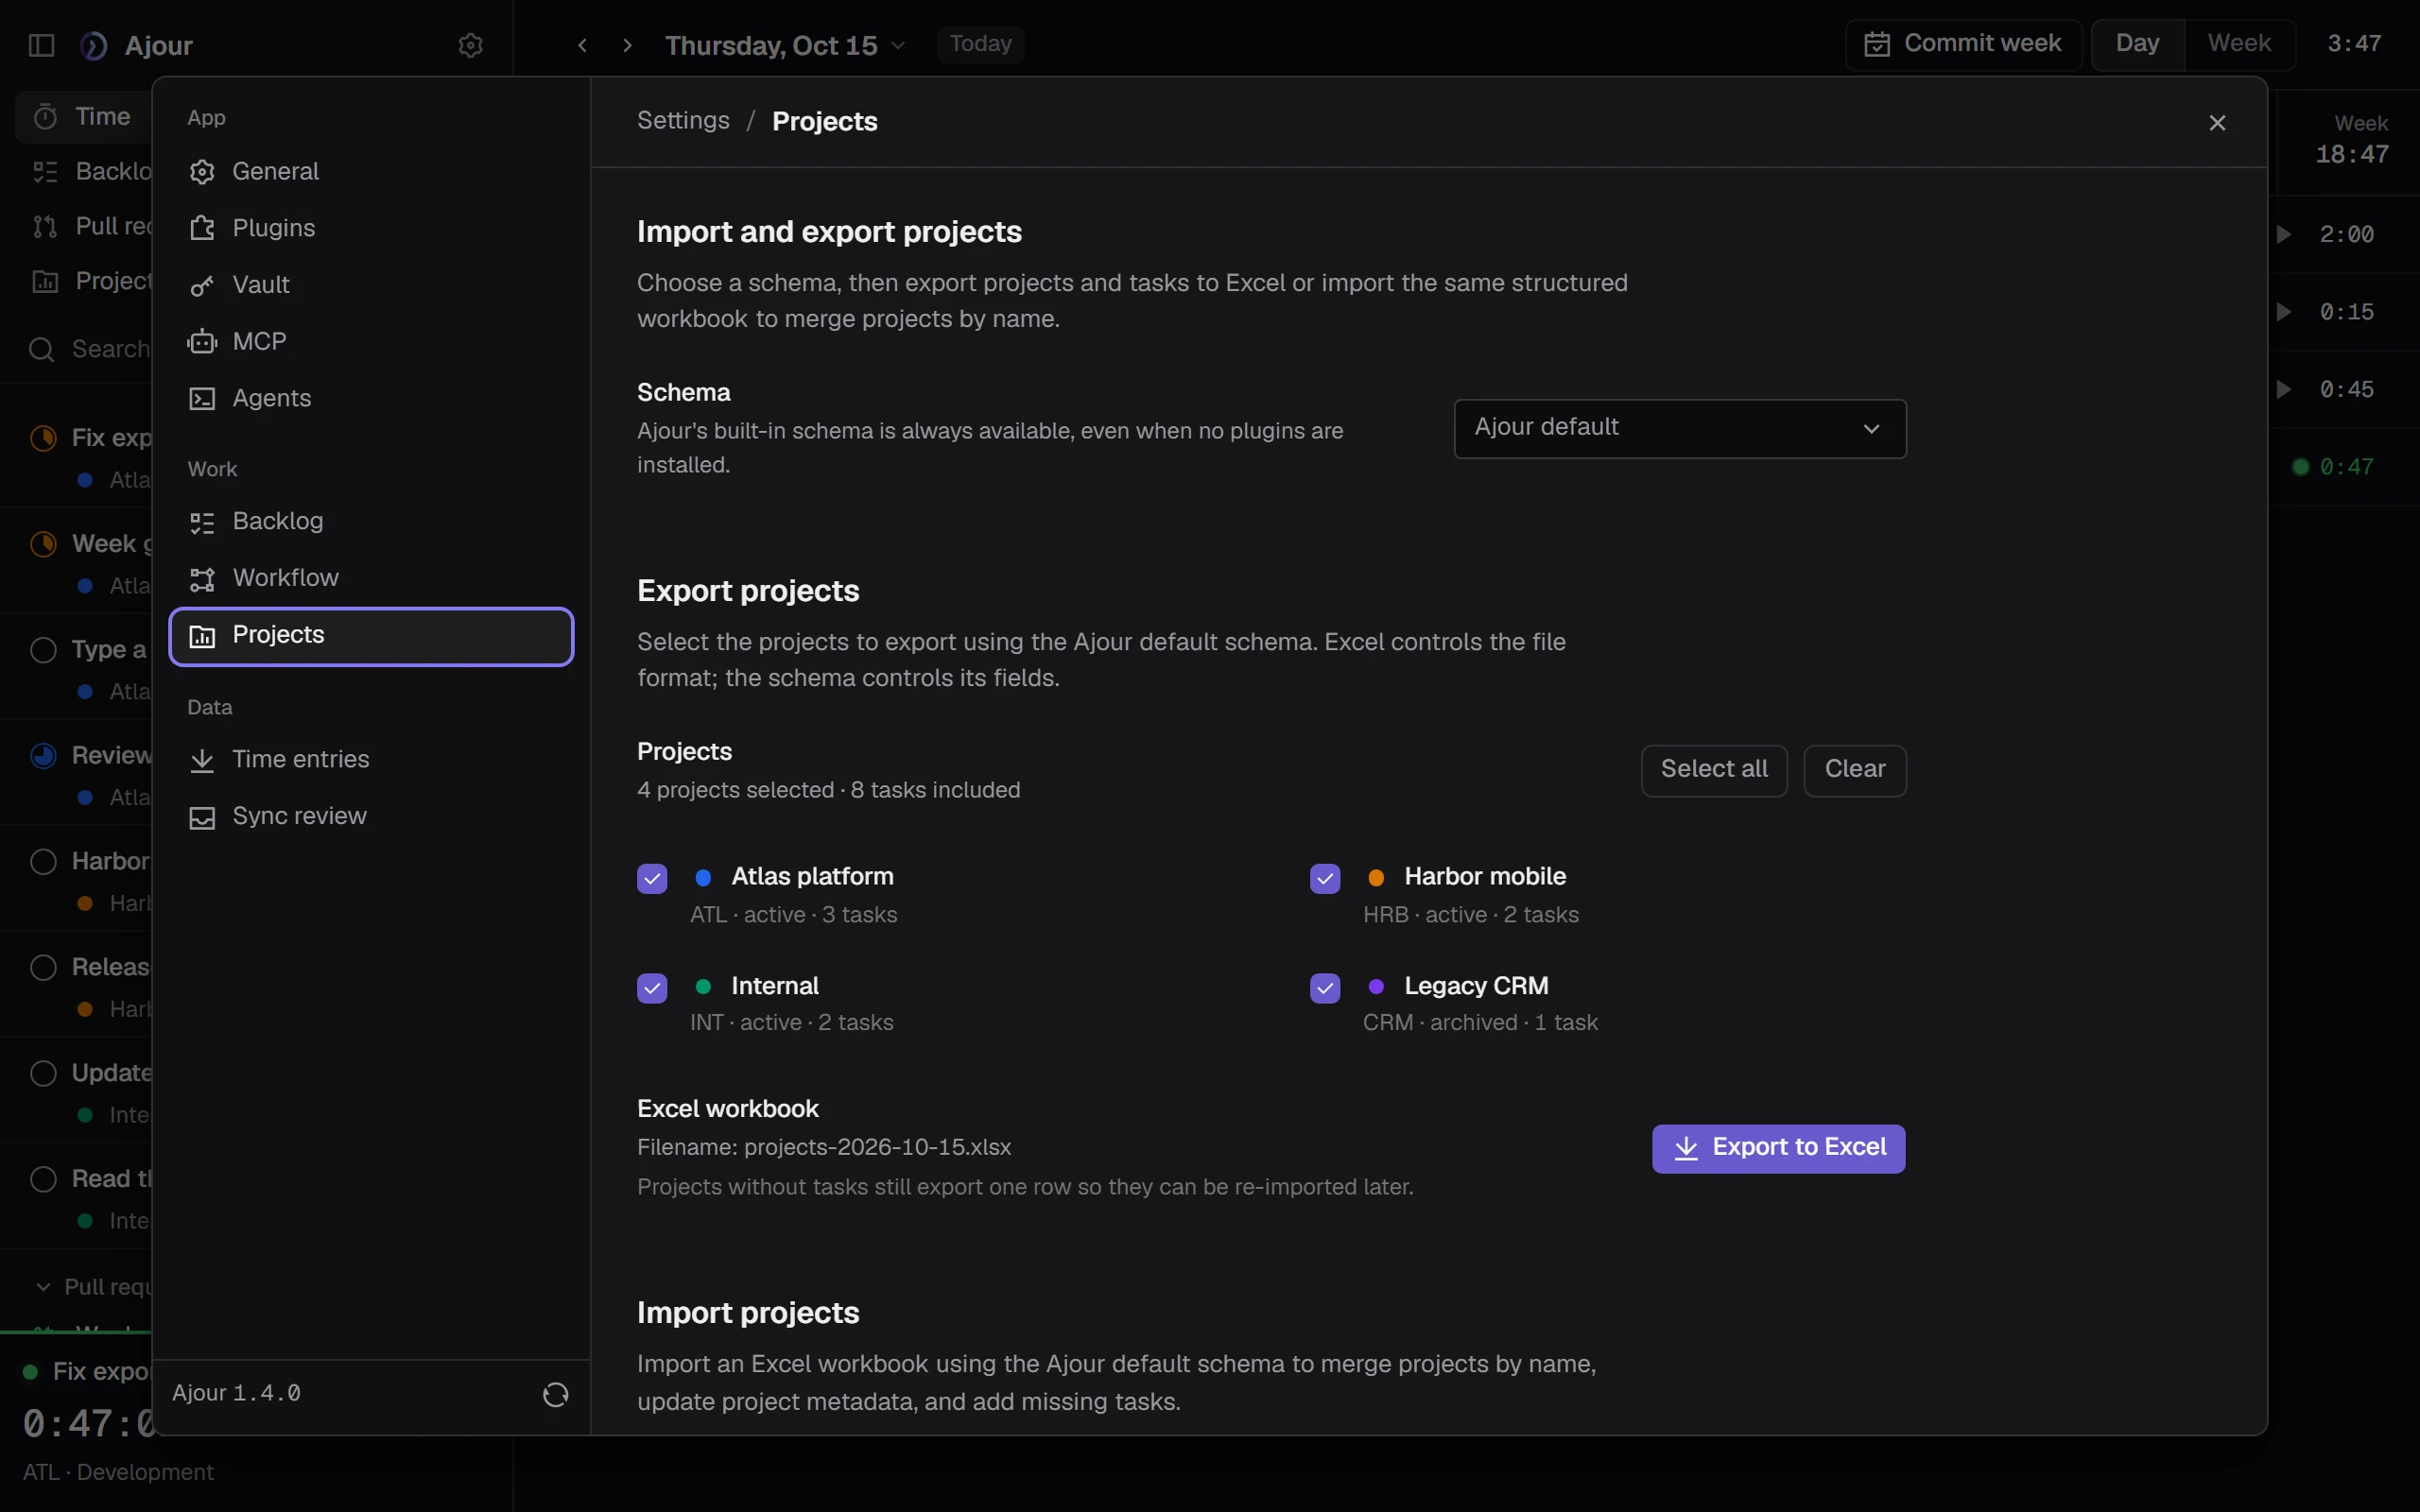 Ajour
Thursday, Oct 15
Today
Commit week
Day
Week
3:47
Time
Backlo
Pull rec
Project
Search
Fix exp
Atla
Week g
Atla
Type a
Atla
Review
Atla
Harbor
Harb
Release
Harb
Update
Inte
Read th
Inte
Pull requ
Fix expor
0:47:0
ATL · Development
App
General
Plugins
Vault
MCP
Agents
Work
Backlog
Workflow
Projects
Data
Time entries
Sync review
Ajour 1.4.0
Settings / Projects
Import and export projects
Choose a schema, then export projects and tasks to Excel or import the same structured
workbook to merge projects by name.
Schema
Ajour's built-in schema is always available, even when no plugins are
installed.
Ajour default
Export projects
Select the projects to export using the Ajour default schema. Excel controls the file
format; the schema controls its fields.
Projects
4 projects selected · 8 tasks included
Select all
Clear
Atlas platform
ATL · active · 3 tasks
Harbor mobile
HRB · active · 2 tasks
Internal
INT · active · 2 tasks
Legacy CRM
CRM · archived · 1 task
Excel workbook
Filename: projects-2026-10-15.xlsx
Projects without tasks still export one row so they can be re-imported later.
Export to Excel
Import projects
Import an Excel workbook using the Ajour default schema to merge projects by name,
update project metadata, and add missing tasks.
Week
18:47
2:00
0:15
0:45
0:47